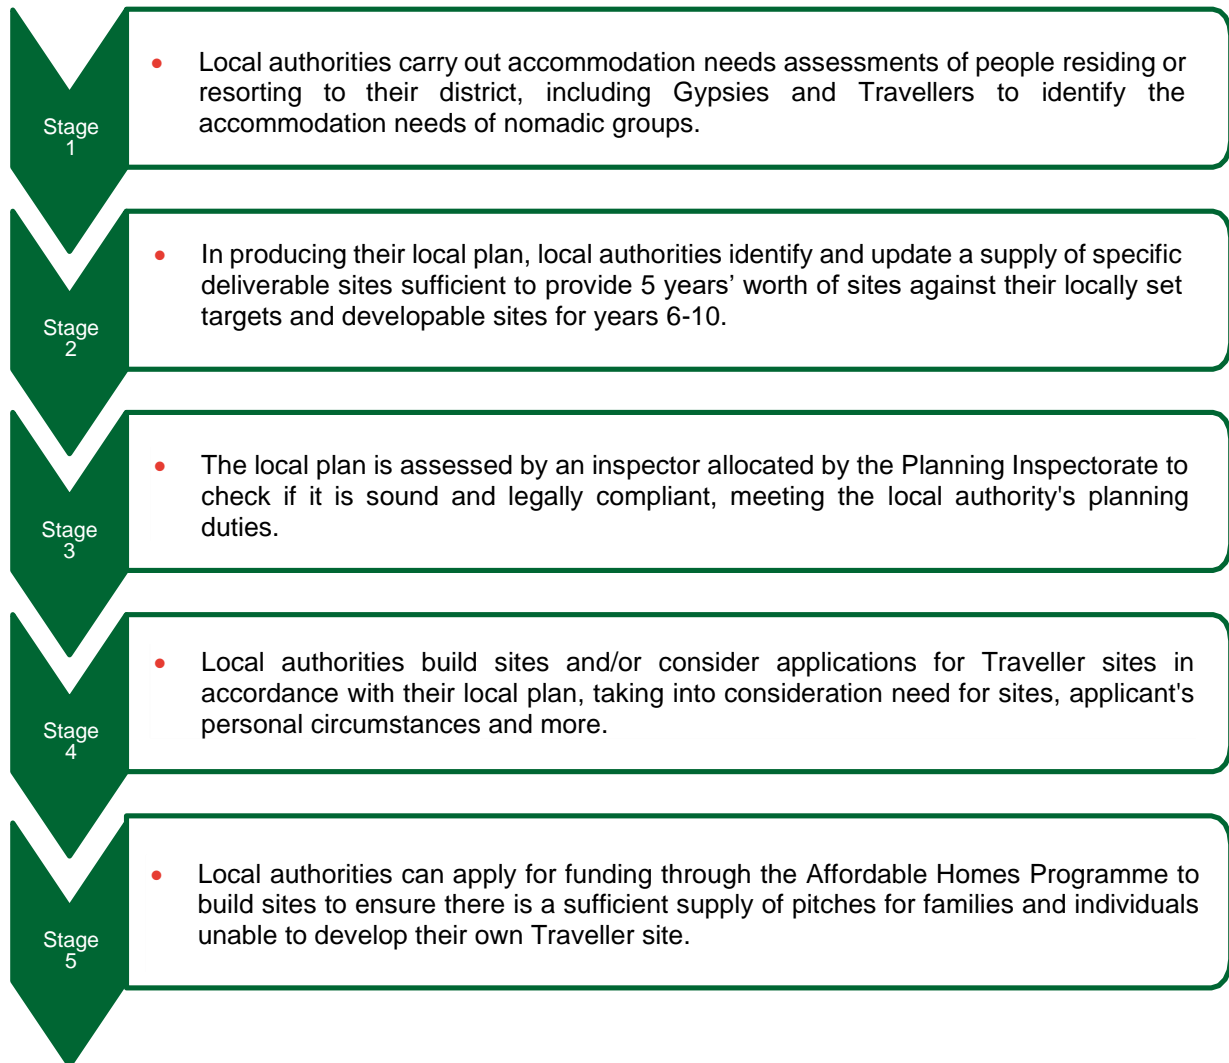 Stage
1
• Local authorities carry out accommodation needs assessments of people residing or
resorting to their district, including Gypsies and Travellers to identify the
accommodation needs of nomadic groups.
Stage
2
• In producing their local plan, local authorities identify and update a supply of specific
deliverable sites sufficient to provide 5 years’ worth of sites against their locally set
targets and developable sites for years 6-10.
Stage
3
• The local plan is assessed by an inspector allocated by the Planning Inspectorate to
check if it is sound and legally compliant, meeting the local authority's planning
duties.
Stage
4
• Local authorities build sites and/or consider applications for Traveller sites in
accordance with their local plan, taking into consideration need for sites, applicant's
personal circumstances and more.
Stage
5
• Local authorities can apply for funding through the Affordable Homes Programme to
build sites to ensure there is a sufficient supply of pitches for families and individuals
unable to develop their own Traveller site.